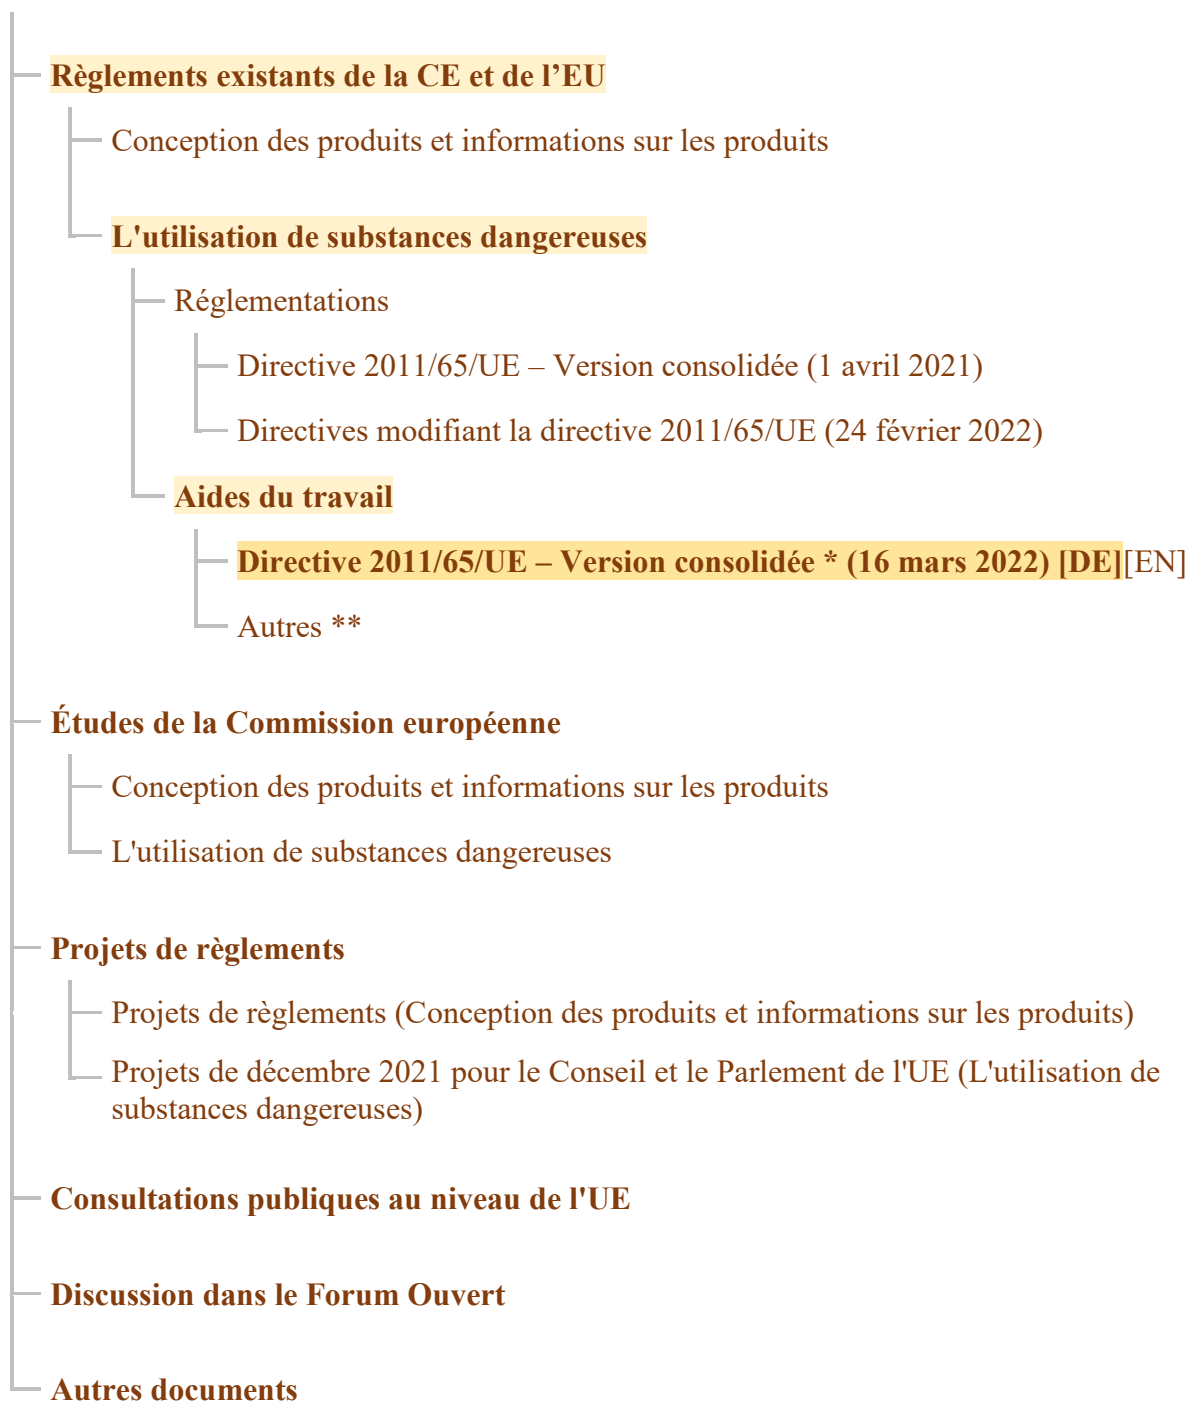 Règlements existants de la CE et de l’EU
Conception des produits et informations sur les produits
L'utilisation de substances dangereuses
Réglementations
Directive 2011/65/UE – Version consolidée (1 avril 2021)
Directives modifiant la directive 2011/65/UE (24 février 2022)
Aides du travail
Directive 2011/65/UE – Version consolidée * (16 mars 2022) [DE][EN]
Autres **
Études de la Commission européenne
Conception des produits et informations sur les produits
L'utilisation de substances dangereuses
Projets de règlements
Projets de règlements (Conception des produits et informations sur les produits)
Projets de décembre 2021 pour le Conseil et le Parlement de l'UE (L'utilisation de
substances dangereuses)
Consultations publiques au niveau de l'UE
Discussion dans le Forum Ouvert
Autres documents